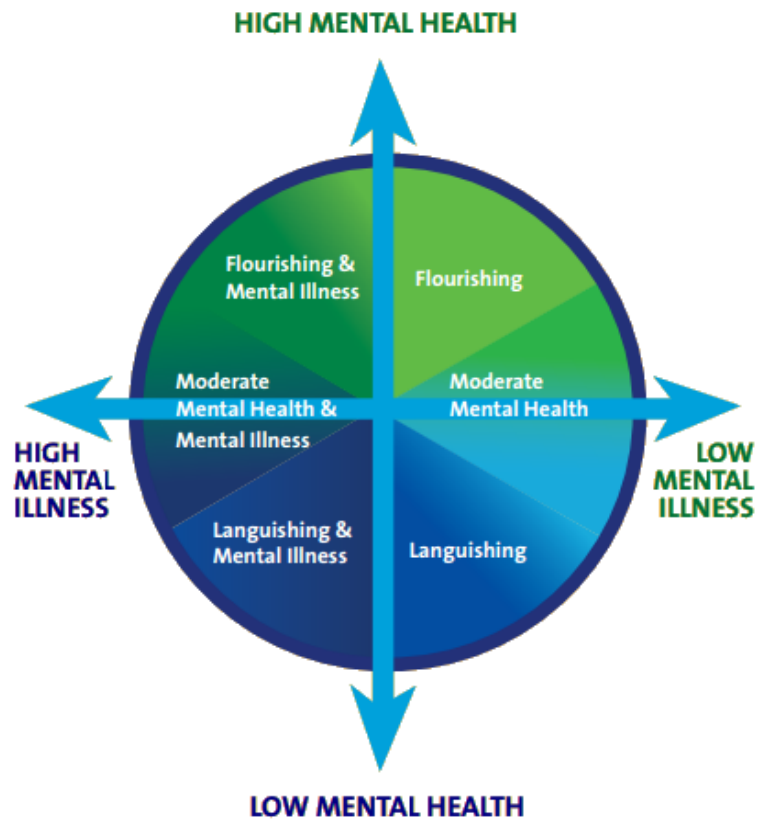 HIGH MENTAL HEALTH
Flourishing &
Mental Illness
Flourishing
Moderate
Mental Health &
Mental Illness
Moderate
Mental Health
HIGH
MENTAL
ILLNESS
LOW
MENTAL
ILLNESS
Languishing &
Mental Illness
Languishing
LOW MENTAL HEALTH